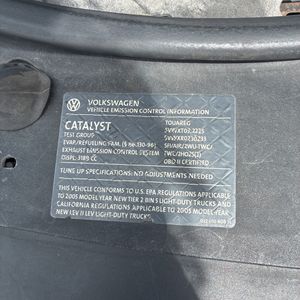 VOLKSWAGEN
VEHICLE EMISSION CONTROL INFORMATION
CATALYST TOUAREG
TEST GROUP
EVAP/REFUELING FAM.
EXHAUST EMISSION CONTROL SYSTEM
DISPL: 3189 CC OBD II CERTIFIED
TUNE UP SPECIFICATIONS: NO ADJUSTMENTS NEEDED.
THIS VEHICLE CONFORMS TO U.S. EPA REGULATIONS APPLICABLE
TO 2005 MODEL YEAR NEW TIER 2 BIN 5 LIGHT-DUTY TRUCKS AND
CALIFORNIA REGULATIONS APPLICABLE TO 2005 MODEL-YEAR
NEW LEV II LEV LIGHT-DUTY TRUCKS.